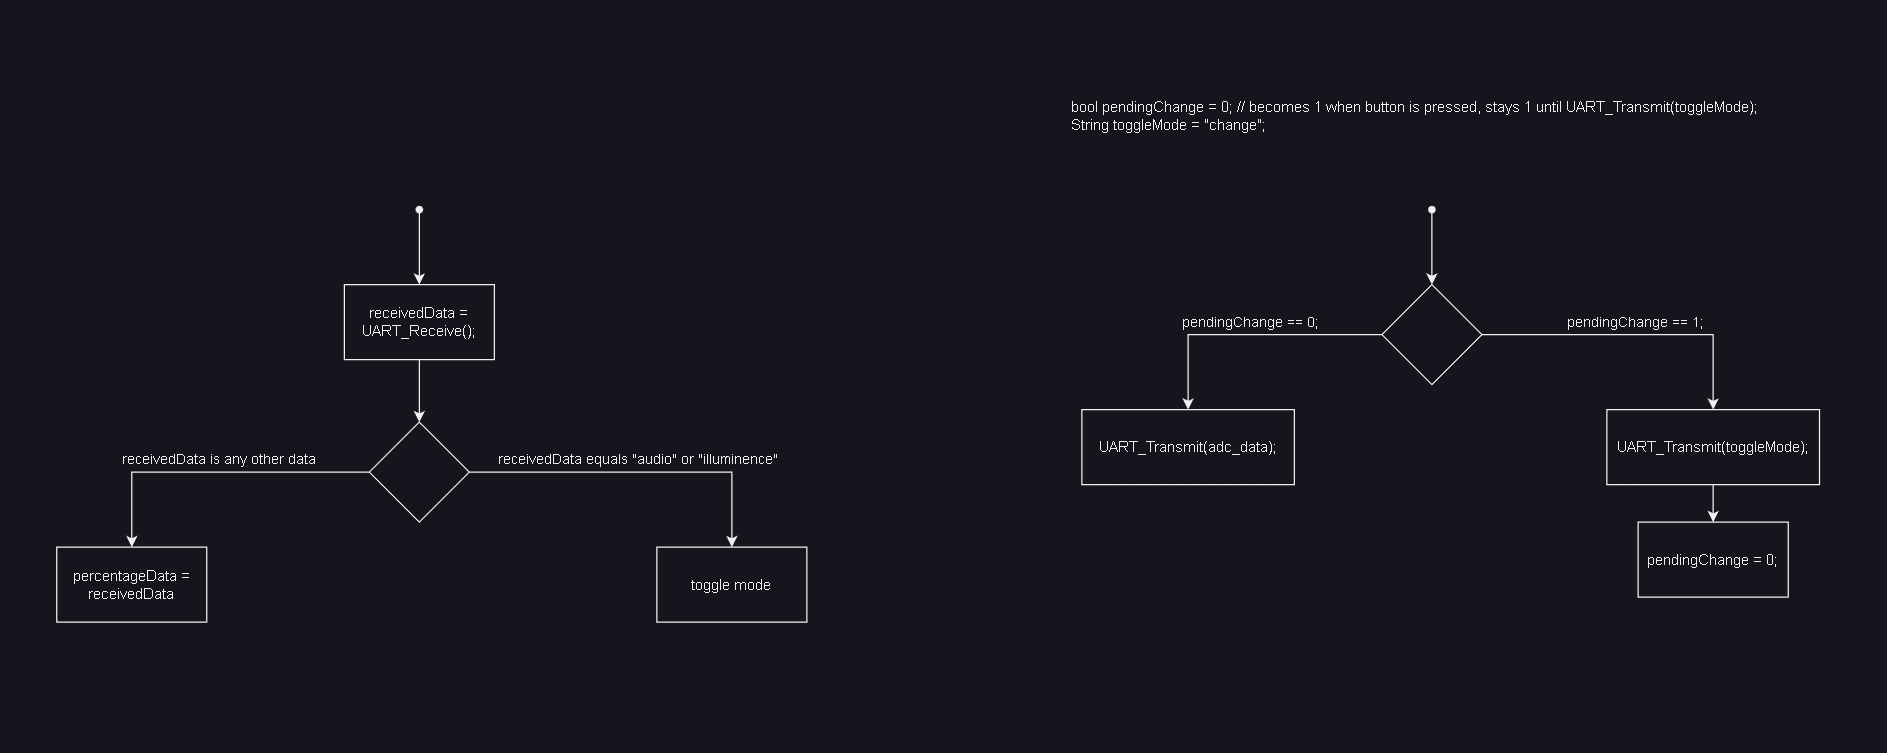 bool pendingChange = 0; // becomes 1 when button is pressed, stays 1 until UART_Transmit(toggleMode);
String toggleMode = "change";
receivedData =
UART_Receive();
receivedData is any other data
receivedData equals "audio" or "illuminence"
percentageData =
receivedData
toggle mode
pendingChange == 0;
pendingChange == 1;
UART_Transmit(adc_data);
UART_Transmit(toggleMode);
pendingChange = 0;